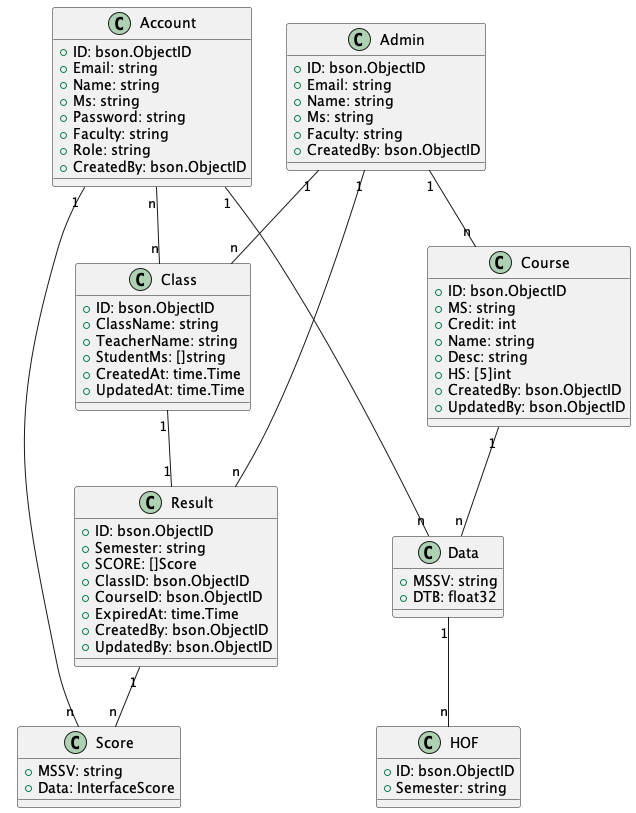 C Account
ID: bson.ObjectID
Email: string
Name: string
Ms: string
Password: string
Faculty: string
Role: string
CreatedBy: bson.ObjectID
C Admin
ID: bson.ObjectID
Email: string
Name: string
Ms: string
Faculty: string
CreatedBy: bson.ObjectID
1
n
1
1
1
1
n
n
n
C Class
ID: bson.ObjectID
ClassName: string
TeacherName: string
StudentMs: []string
CreatedAt: time.Time
UpdatedAt: time.Time
C Course
ID: bson.ObjectID
MS: string
Credit: int
Name: string
Desc: string
HS: [5]int
CreatedBy: bson.ObjectID
UpdatedBy: bson.ObjectID
1
1
1
n
n
n
C Result
ID: bson.ObjectID
Semester: string
SCORE: []Score
ClassID: bson.ObjectID
CourseID: bson.ObjectID
ExpiredAt: time.Time
CreatedBy: bson.ObjectID
UpdatedBy: bson.ObjectID
C Data
MSSV: string
DTB: float32
1
1
n
n
n
C Score
MSSV: string
Data: InterfaceScore
C HOF
ID: bson.ObjectID
Semester: string